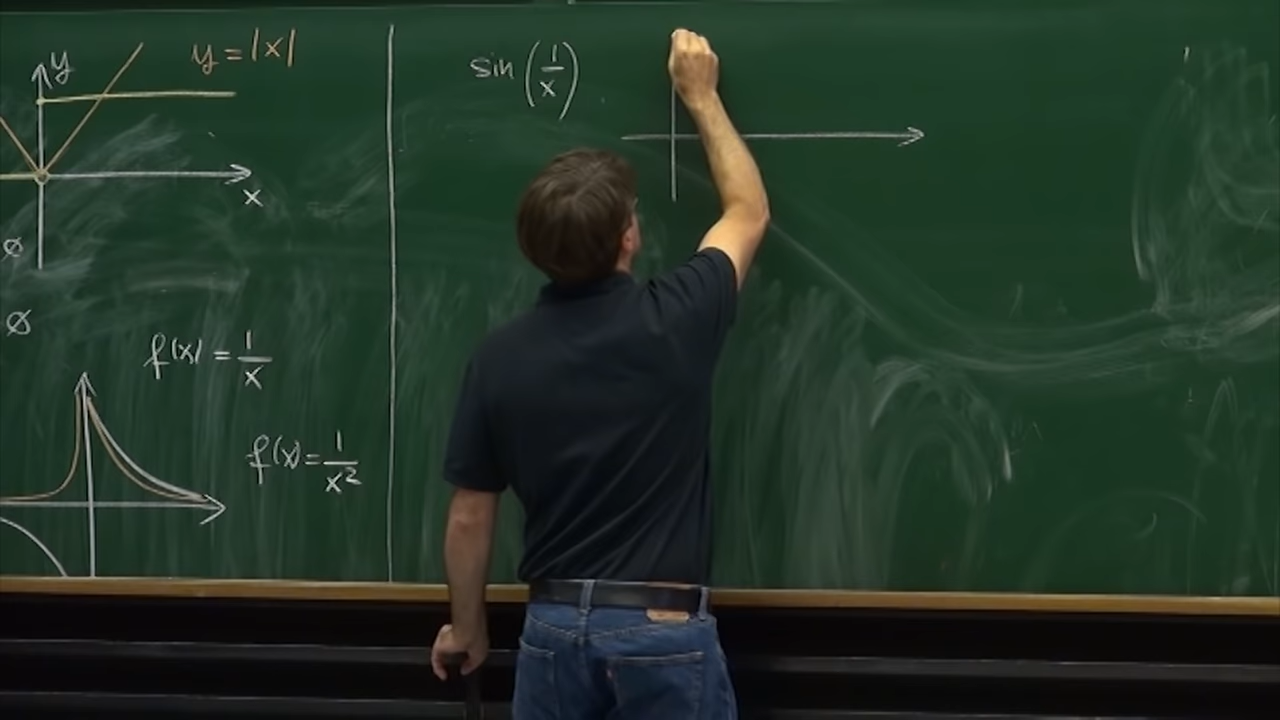 y
y = |x|
x
Ø
Ø
f(x) = 1/x
f(x) = 1/x²
sin (1/x)